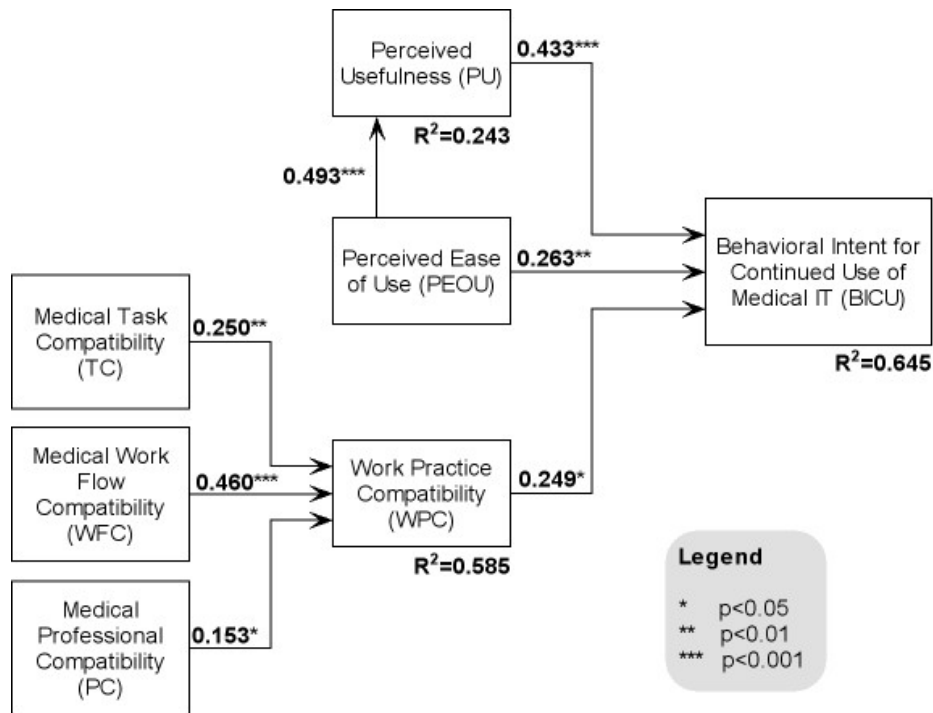 Perceived
Usefulness (PU)
0.433***
R²=0.243
0.493***
Perceived Ease
of Use (PEOU)
0.263**
Behavioral Intent for
Continued Use of
Medical IT (BICU)
R²=0.645
Medical Task
Compatibility
(TC)
0.250**
Medical Work
Flow
Compatibility
(WFC)
0.460***
Work Practice
Compatibility
(WPC)
0.249*
R²=0.585
Medical
Professional
Compatibility
(PC)
0.153*
Legend
* p<0.05
** p<0.01
*** p<0.001